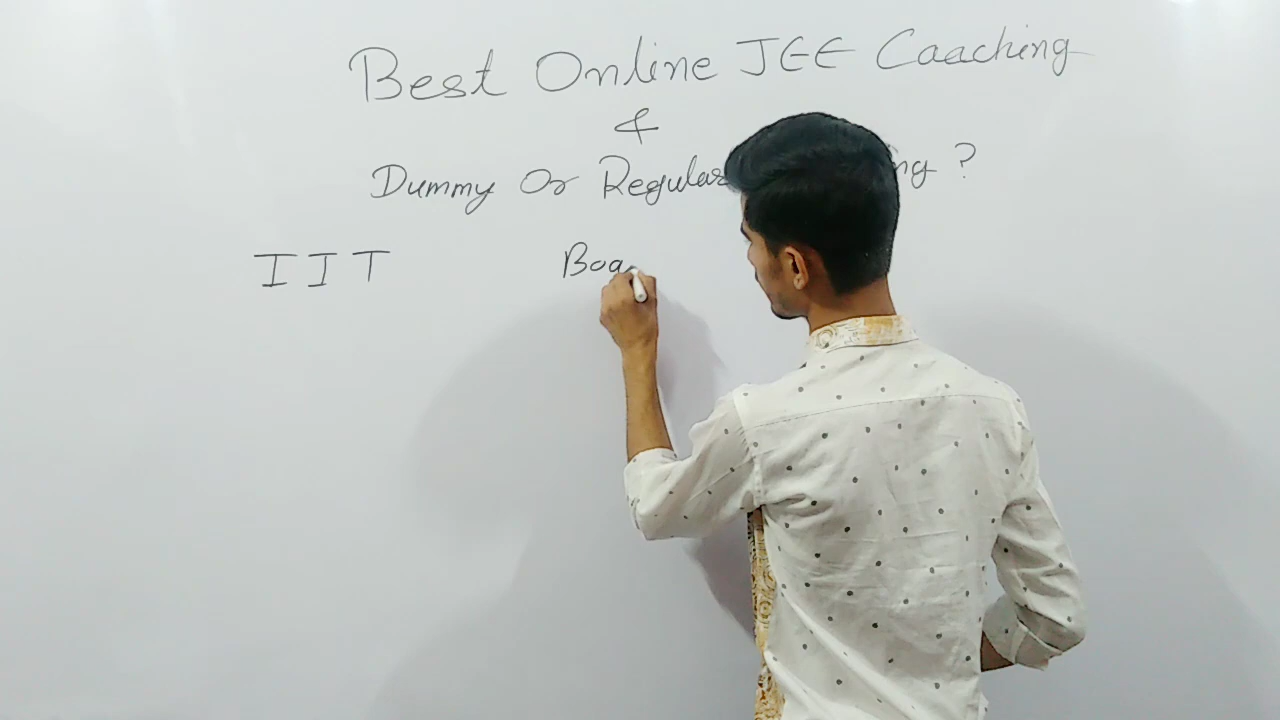 Best Online JEE Caaching
&
Dummy Or Regular
?
IIT Boa